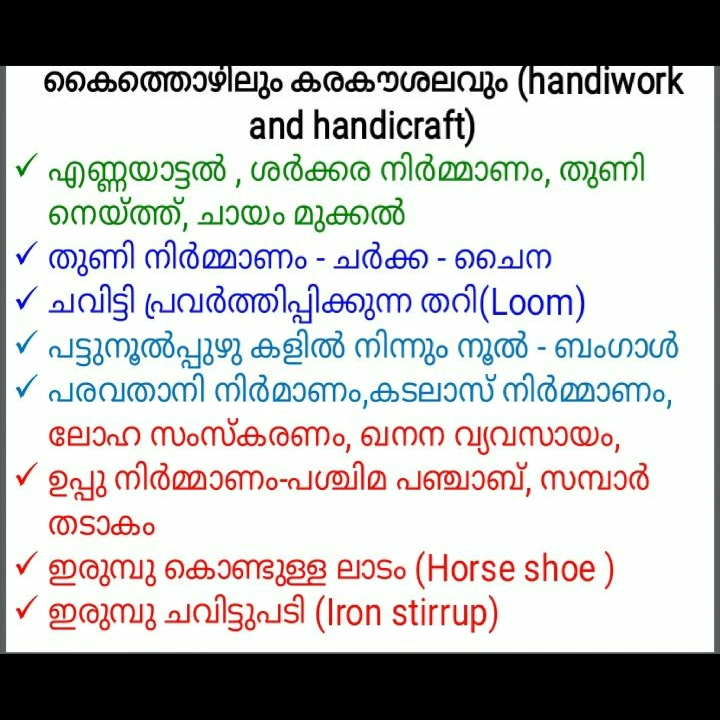 കൈത്തൊഴിലും കരകൗശലവും (handiwork
and handicraft)
✓ എണ്ണയാട്ടൽ , ശർക്കര നിർമ്മാണം, തുണി
നെയ്ത്ത്, ചായം മുക്കൽ
✓ തുണി നിർമ്മാണം - ചർക്ക - ചൈന
✓ ചവിട്ടി പ്രവർത്തിപ്പിക്കുന്ന തറി(Loom)
✓ പട്ടുനൂൽപ്പുഴു കളിൽ നിന്നും നൂൽ - ബംഗാൾ
✓ പരവതാനി നിർമാണം,കടലാസ് നിർമ്മാണം,
ലോഹ സംസ്കരണം, ഖനന വ്യവസായം,
✓ ഉപ്പു നിർമ്മാണം-പശ്ചിമ പഞ്ചാബ്, സമ്പാർ
തടാകം
✓ ഇരുമ്പു കൊണ്ടുള്ള ലാടം (Horse shoe )
✓ ഇരുമ്പു ചവിട്ടുപടി (Iron stirrup)